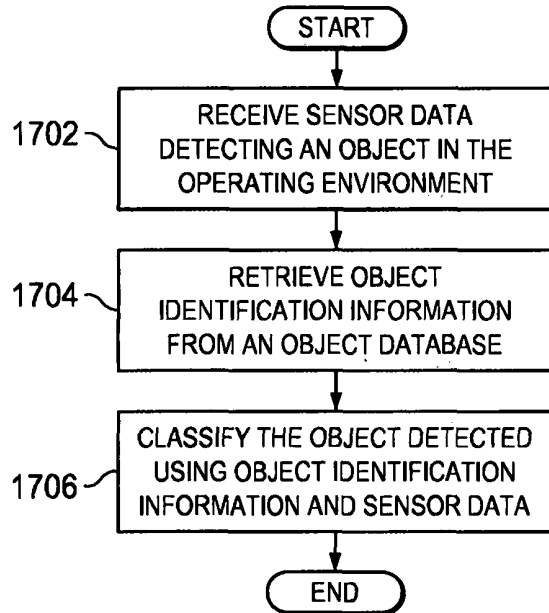 START
1702
RECEIVE SENSOR DATA
DETECTING AN OBJECT IN THE
OPERATING ENVIRONMENT
1704
RETRIEVE OBJECT
IDENTIFICATION INFORMATION
FROM AN OBJECT DATABASE
1706
CLASSIFY THE OBJECT DETECTED
USING OBJECT IDENTIFICATION
INFORMATION AND SENSOR DATA
END